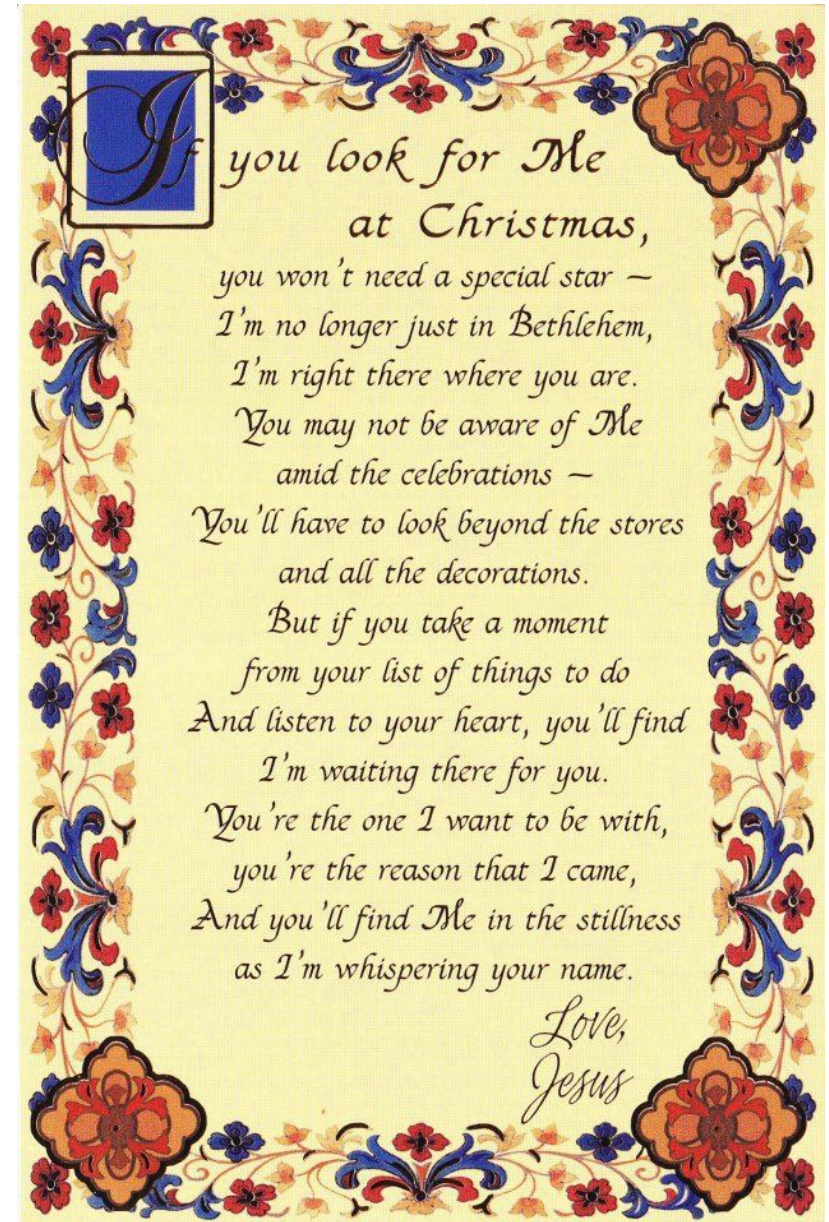 If you look for Me
at Christmas,
you won't need a special star —
I'm no longer just in Bethlehem,
I'm right there where you are.
You may not be aware of Me
amid the celebrations —
You'll have to look beyond the stores
and all the decorations.
But if you take a moment
from your list of things to do
And listen to your heart, you'll find
I'm waiting there for you.
You're the one I want to be with,
you're the reason that I came,
And you'll find Me in the stillness
as I'm whispering your name.
Love,
Jesus